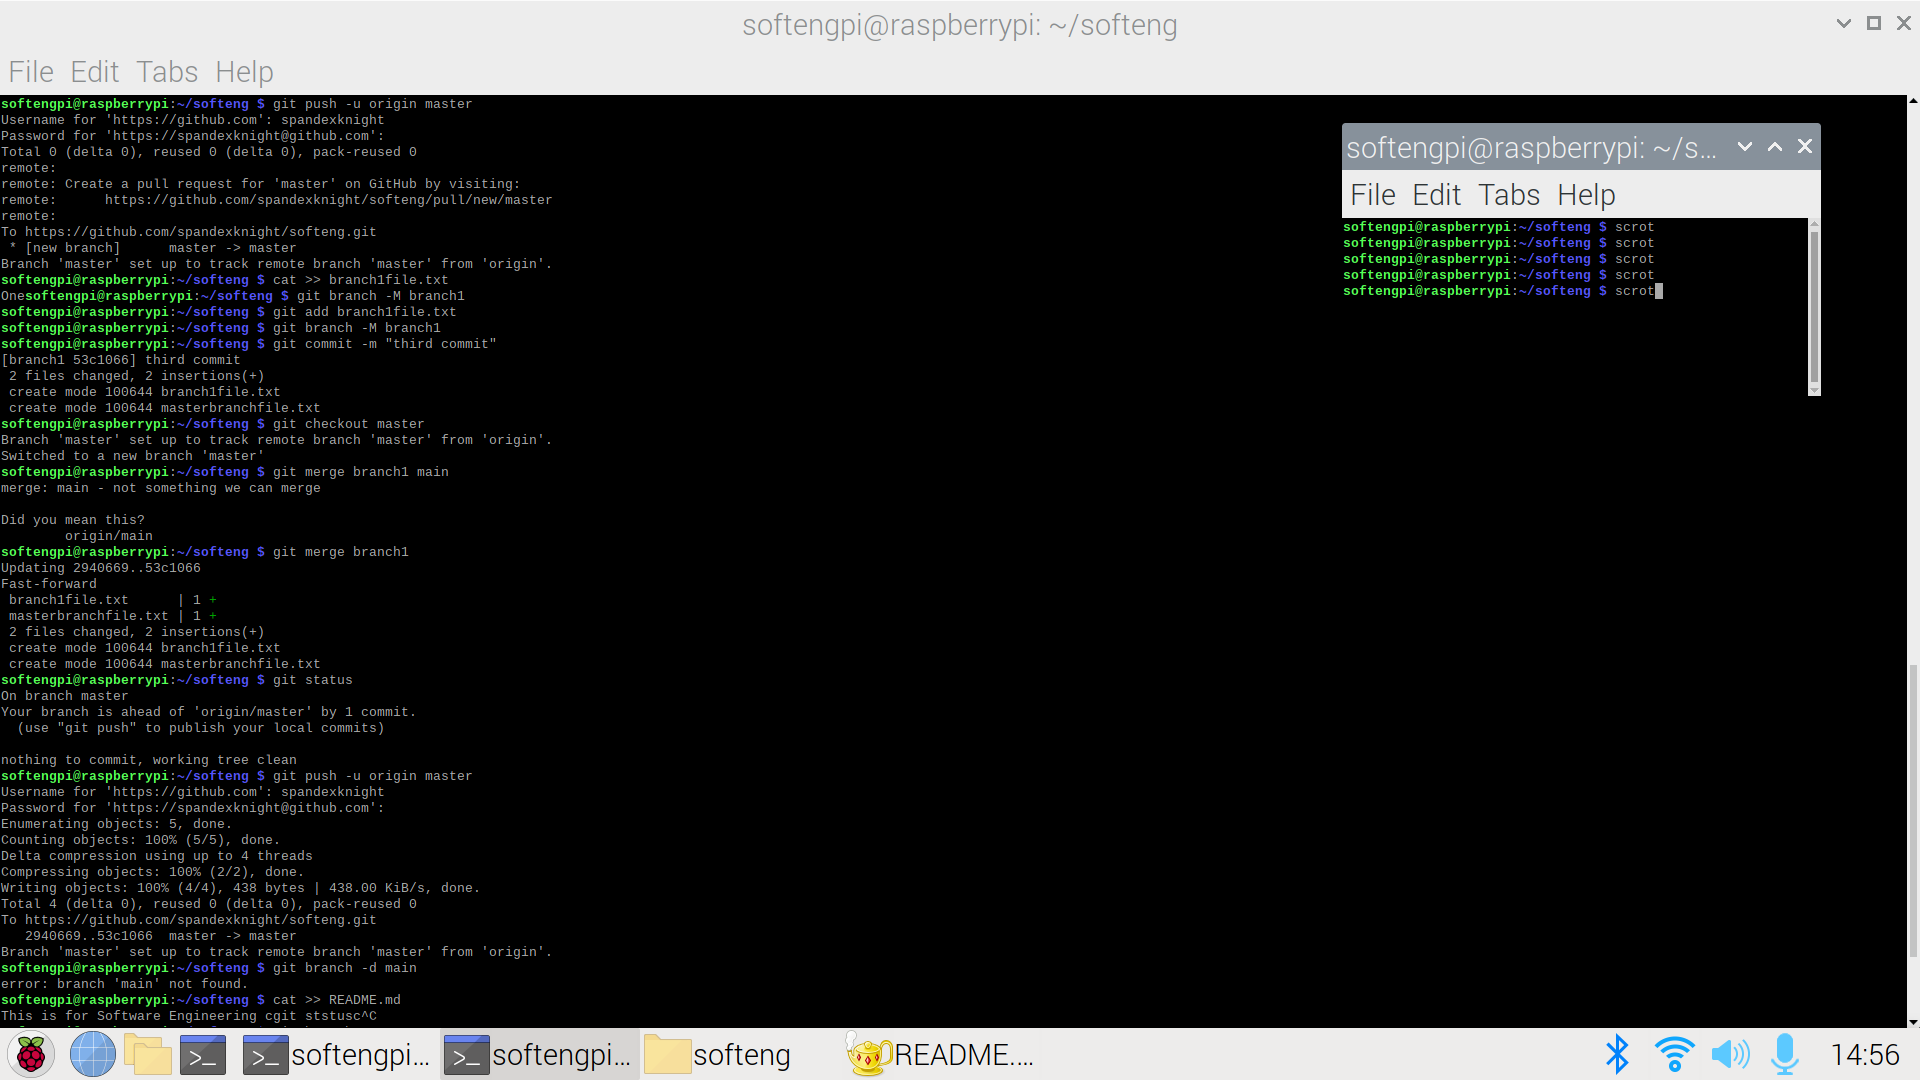 softengpi@raspberrypi: ~/softeng
File Edit Tabs Help
softengpi@raspberrypi:~/softeng $ git push -u origin master
Username for 'https://github.com': spandexknight
Password for 'https://spandexknight@github.com':
Total 0 (delta 0), reused 0 (delta 0), pack-reused 0
remote:
remote: Create a pull request for 'master' on GitHub by visiting:
remote:      https://github.com/spandexknight/softeng/pull/new/master
remote:
To https://github.com/spandexknight/softeng.git
 * [new branch]      master -> master
Branch 'master' set up to track remote branch 'master' from 'origin'.
softengpi@raspberrypi:~/softeng $ cat >> branch1file.txt
Onesoftengpi@raspberrypi:~/softeng $ git branch -M branch1
softengpi@raspberrypi:~/softeng $ git add branch1file.txt
softengpi@raspberrypi:~/softeng $ git branch -M branch1
softengpi@raspberrypi:~/softeng $ git commit -m "third commit"
[branch1 53c1066] third commit
 2 files changed, 2 insertions(+)
 create mode 100644 branch1file.txt
 create mode 100644 masterbranchfile.txt
softengpi@raspberrypi:~/softeng $ git checkout master
Branch 'master' set up to track remote branch 'master' from 'origin'.
Switched to a new branch 'master'
softengpi@raspberrypi:~/softeng $ git merge branch1 main
merge: main - not something we can merge
Did you mean this?
        origin/main
softengpi@raspberrypi:~/softeng $ git merge branch1
Updating 2940669..53c1066
Fast-forward
 branch1file.txt      | 1 +
 masterbranchfile.txt | 1 +
 2 files changed, 2 insertions(+)
 create mode 100644 branch1file.txt
 create mode 100644 masterbranchfile.txt
softengpi@raspberrypi:~/softeng $ git status
On branch master
Your branch is ahead of 'origin/master' by 1 commit.
  (use "git push" to publish your local commits)
nothing to commit, working tree clean
softengpi@raspberrypi:~/softeng $ git push -u origin master
Username for 'https://github.com': spandexknight
Password for 'https://spandexknight@github.com':
Enumerating objects: 5, done.
Counting objects: 100% (5/5), done.
Delta compression using up to 4 threads
Compressing objects: 100% (2/2), done.
Writing objects: 100% (4/4), 438 bytes | 438.00 KiB/s, done.
Total 4 (delta 0), reused 0 (delta 0), pack-reused 0
To https://github.com/spandexknight/softeng.git
   2940669..53c1066  master -> master
Branch 'master' set up to track remote branch 'master' from 'origin'.
softengpi@raspberrypi:~/softeng $ git branch -d main
error: branch 'main' not found.
softengpi@raspberrypi:~/softeng $ cat >> README.md
This is for Software Engineering cgit ststusc^C
softengpi@raspberrypi: ~/s...
File Edit Tabs Help
softengpi@raspberrypi:~/softeng $ scrot
softengpi@raspberrypi:~/softeng $ scrot
softengpi@raspberrypi:~/softeng $ scrot
softengpi@raspberrypi:~/softeng $ scrot
softengpi@raspberrypi:~/softeng $ scrot
softengpi... softengpi... softeng README.... 14:56